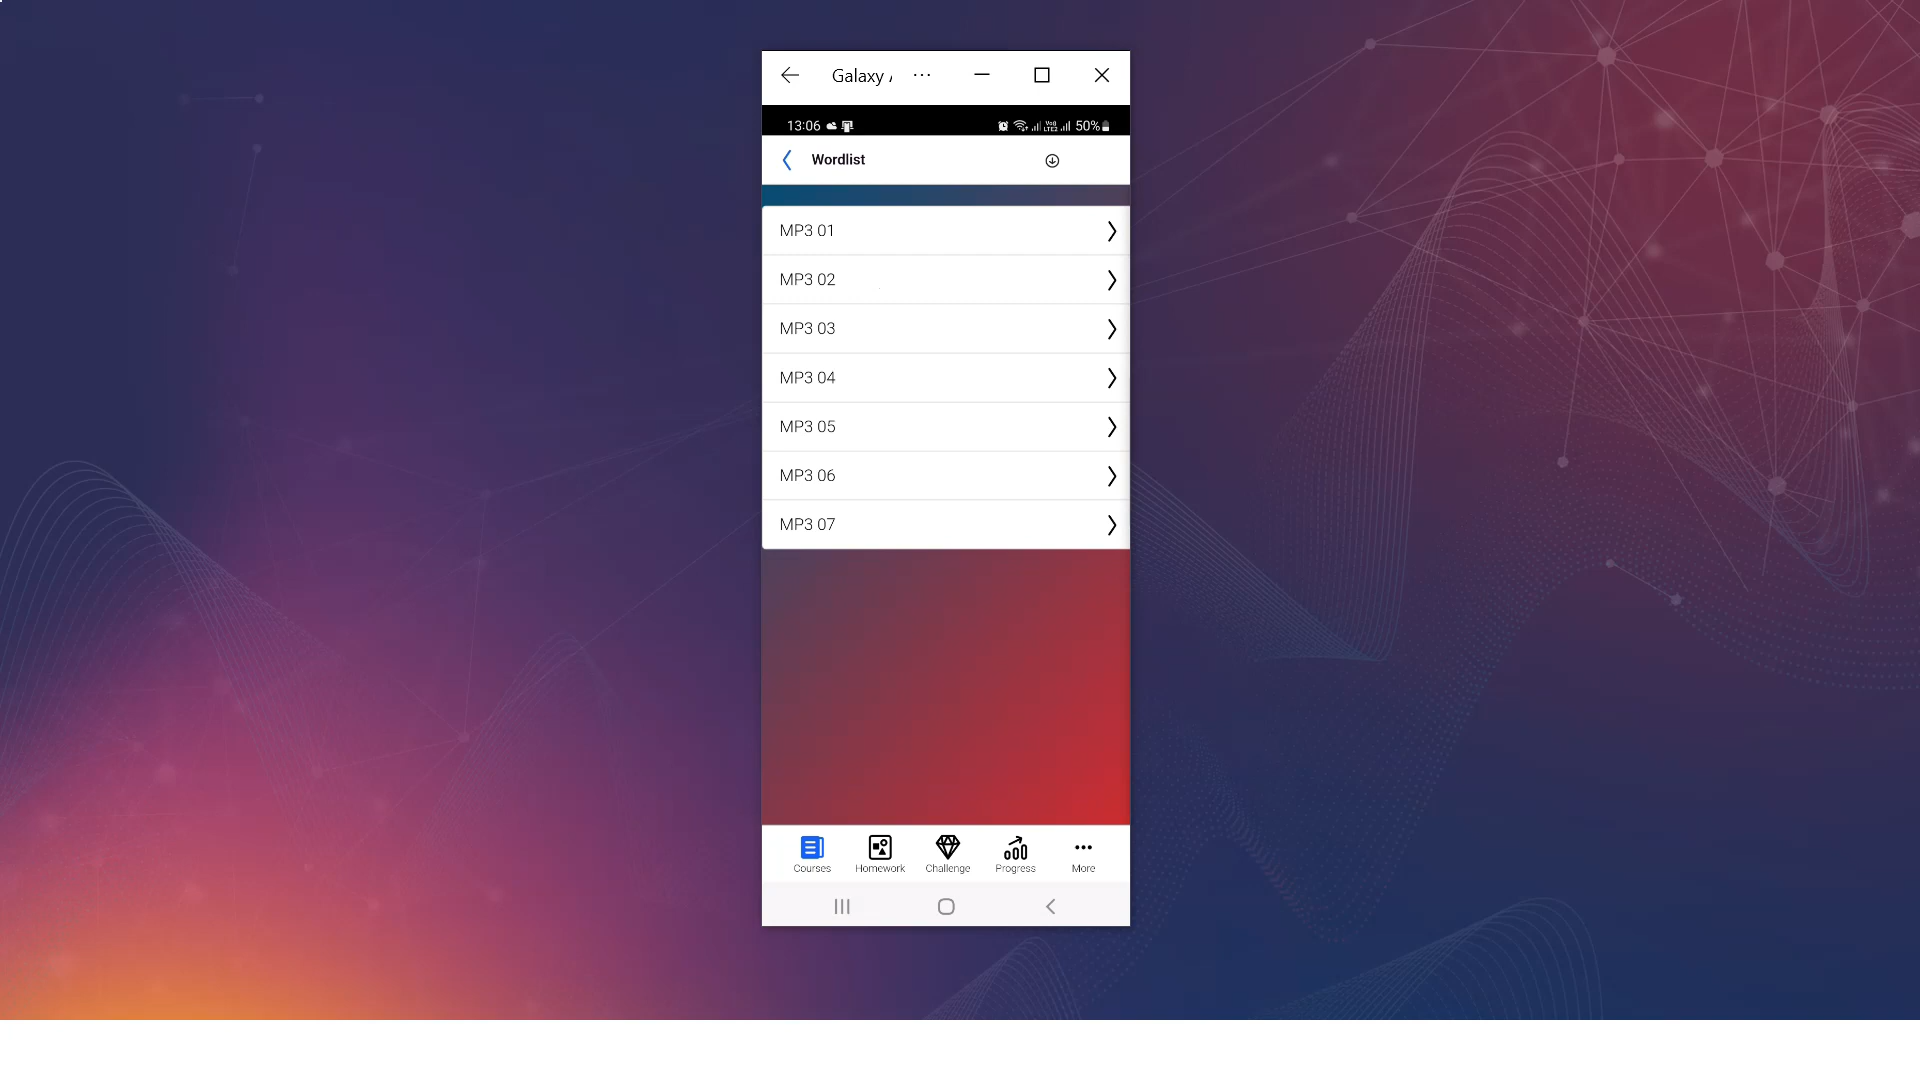 Galaxy
13:06 50%
Wordlist
MP3 01
MP3 02
MP3 03
MP3 04
MP3 05
MP3 06
MP3 07
Courses Homework Challenge Progress More